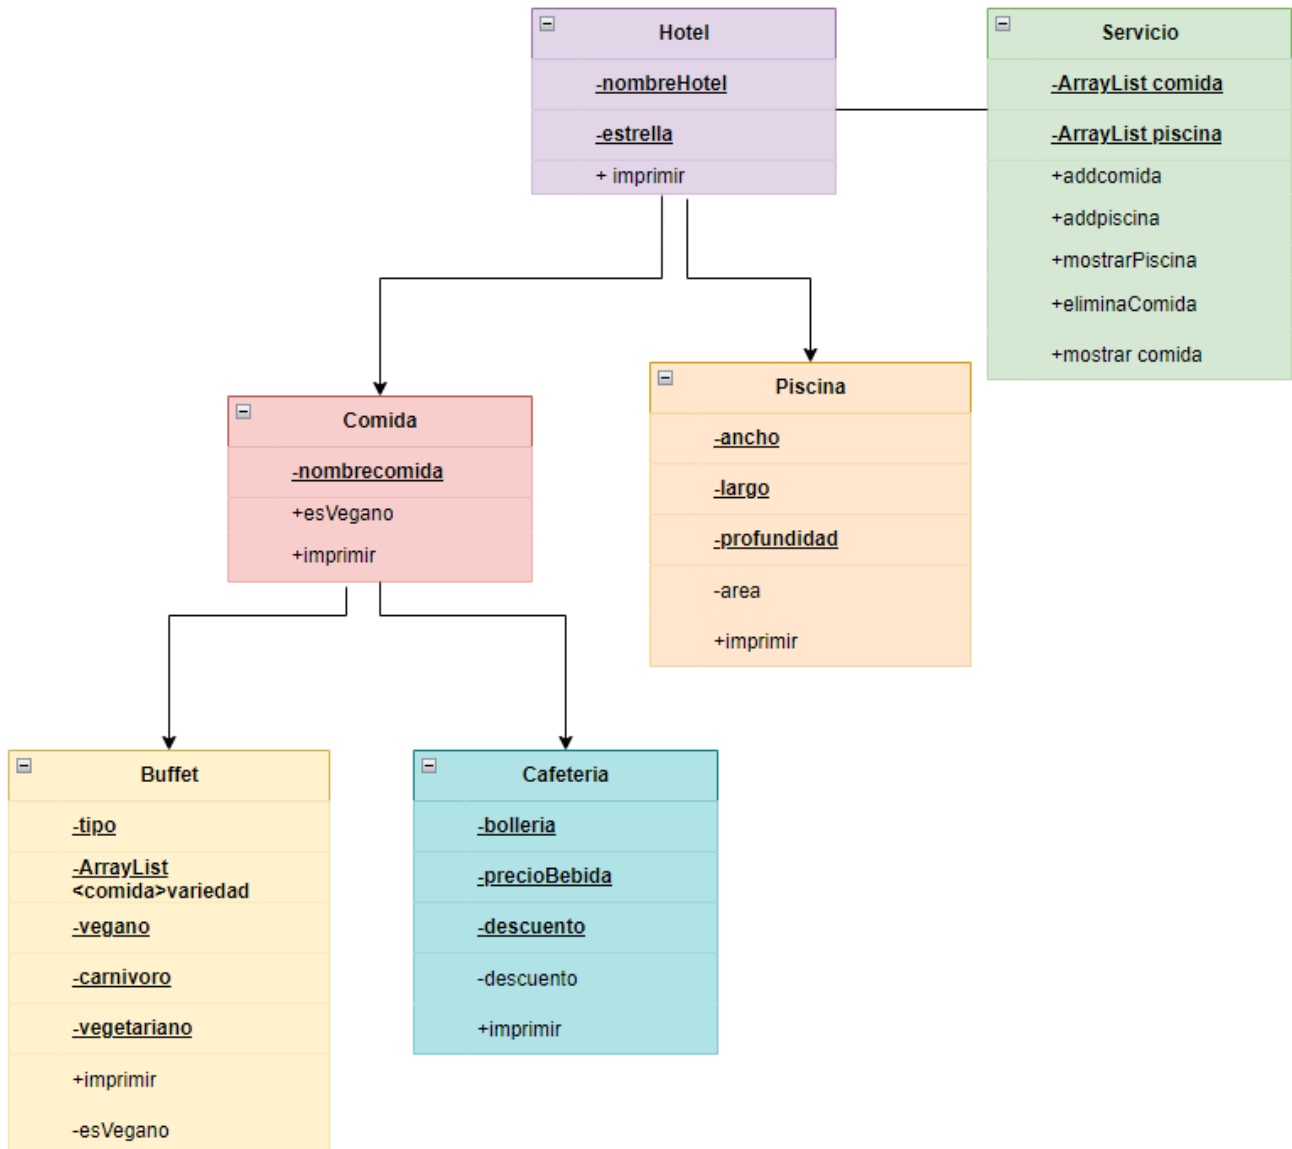 Hotel
-nombreHotel
-estrella
+ imprimir
Servicio
-ArrayList comida
-ArrayList piscina
+addcomida
+addpiscina
+mostrarPiscina
+eliminaComida
+mostrar comida
Comida
-nombrecomida
+esVegano
+imprimir
Piscina
-ancho
-largo
-profundidad
-area
+imprimir
Buffet
-tipo
-ArrayList
<comida>variedad
-vegano
-carnivoro
-vegetariano
+imprimir
-esVegano
Cafeteria
-bolleria
-precioBebida
-descuento
-descuento
+imprimir